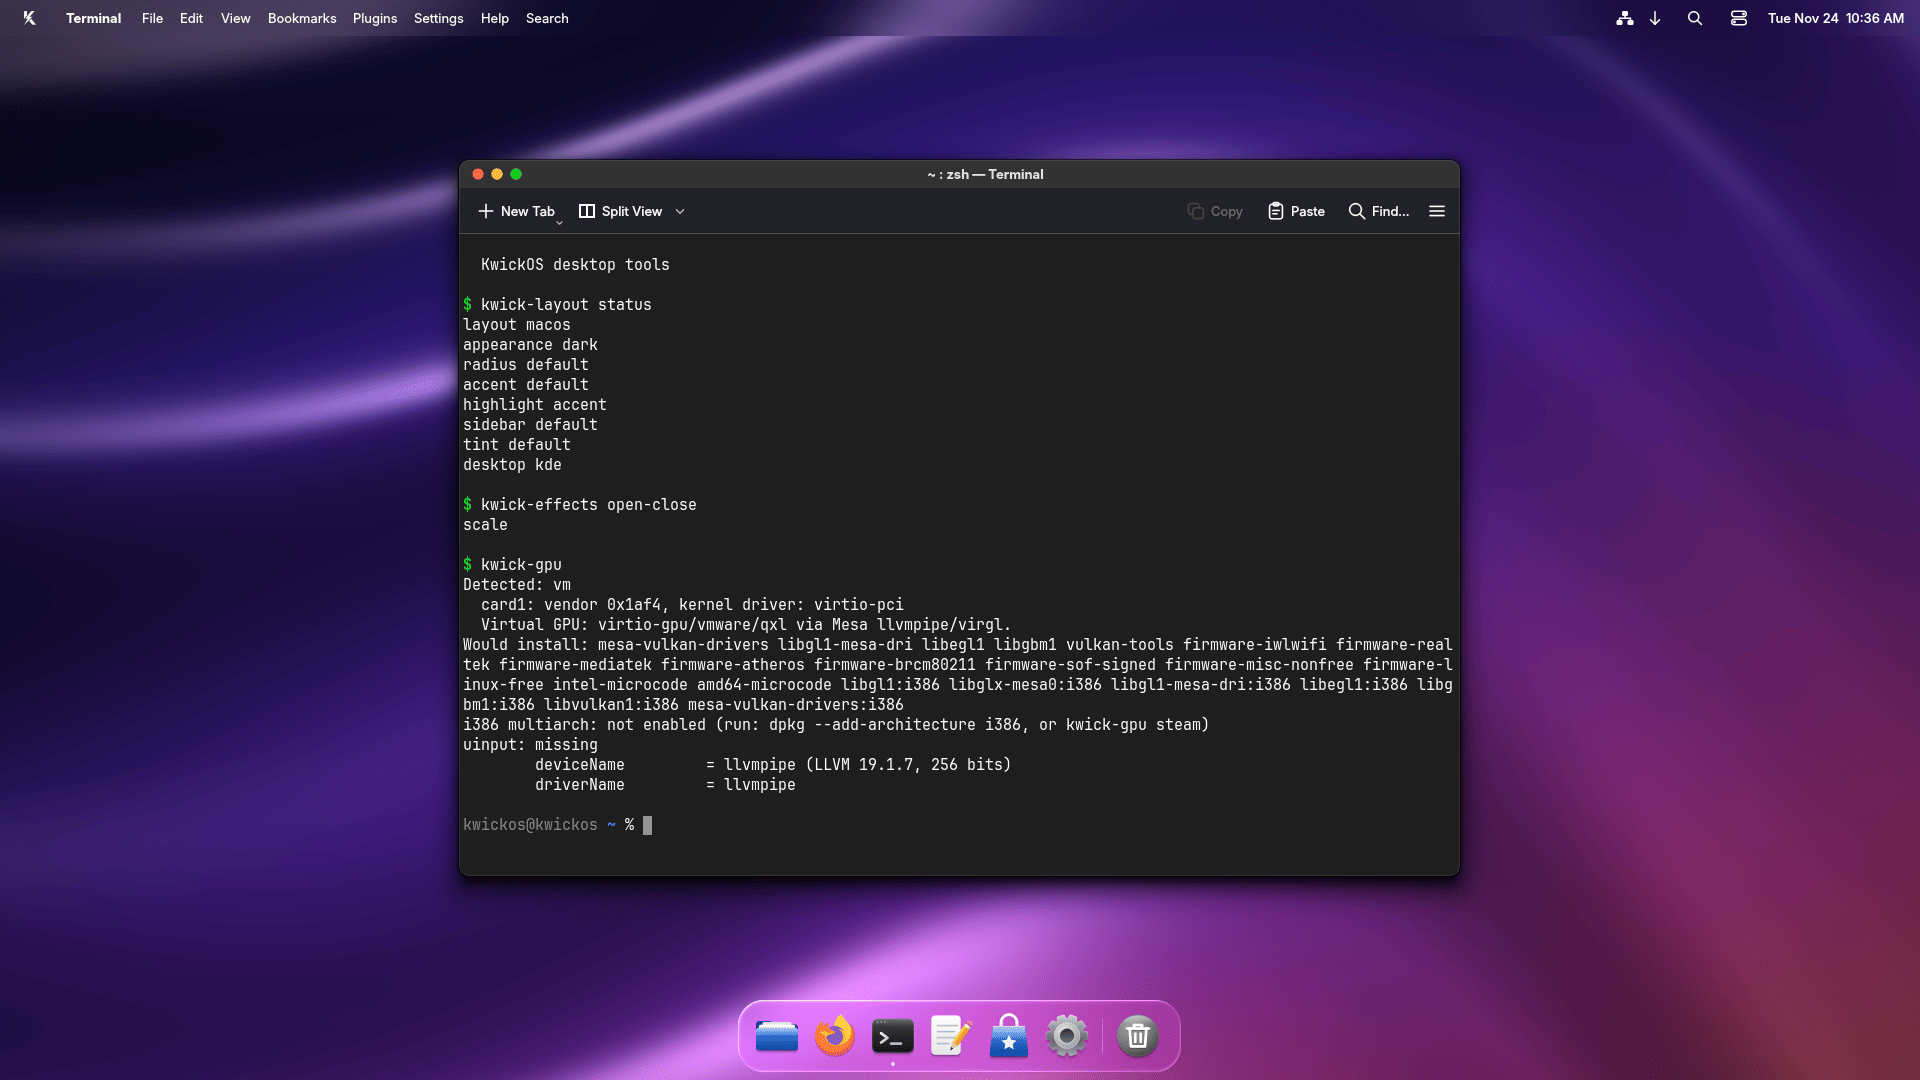 Terminal File Edit View Bookmarks Plugins Settings Help Search Tue Nov 24 10:36 AM
~ : zsh — Terminal
New Tab Split View Copy Paste Find...
KwickOS desktop tools
$ kwick-layout status
layout macos
appearance dark
radius default
accent default
highlight accent
sidebar default
tint default
desktop kde
$ kwick-effects open-close
scale
$ kwick-gpu
Detected: vm
card1: vendor 0x1af4, kernel driver: virtio-pci
Virtual GPU: virtio-gpu/vmware/qxl via Mesa llvmpipe/virgl.
Would install: mesa-vulkan-drivers libgl1-mesa-dri libegl1 libgbm1 vulkan-tools firmware-iwlwifi firmware-real
tek firmware-mediatek firmware-atheros firmware-brcm80211 firmware-sof-signed firmware-misc-nonfree firmware-l
inux-free intel-microcode amd64-microcode libgl1:i386 libglx-mesa0:i386 libgl1-mesa-dri:i386 libegl1:i386 libg
bm1:i386 libvulkan1:i386 mesa-vulkan-drivers:i386
i386 multiarch: not enabled (run: dpkg --add-architecture i386, or kwick-gpu steam)
uinput: missing
deviceName = llvmpipe (LLVM 19.1.7, 256 bits)
driverName = llvmpipe
kwickos@kwickos ~ %